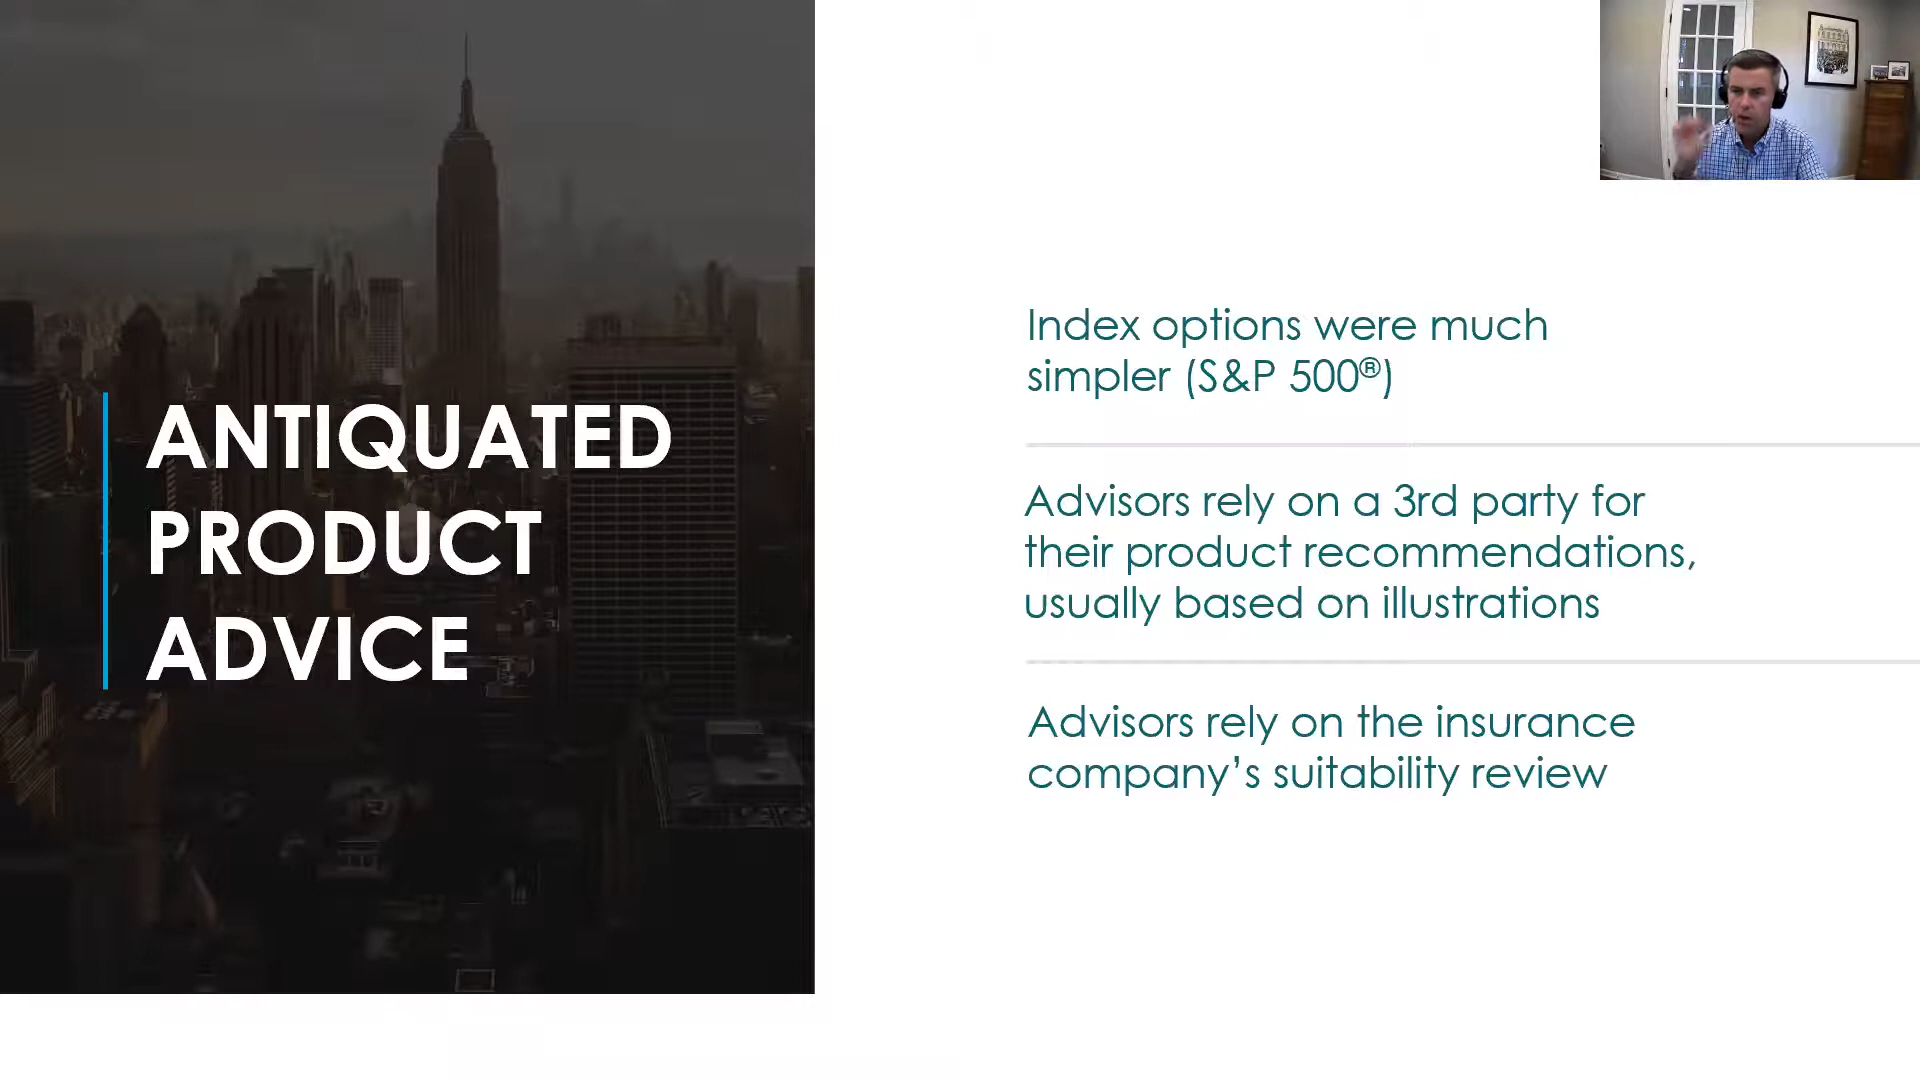 ANTIQUATED
PRODUCT
ADVICE
Index options were much
simpler (S&P 500®)
Advisors rely on a 3rd party for
their product recommendations,
usually based on illustrations
Advisors rely on the insurance
company’s suitability review